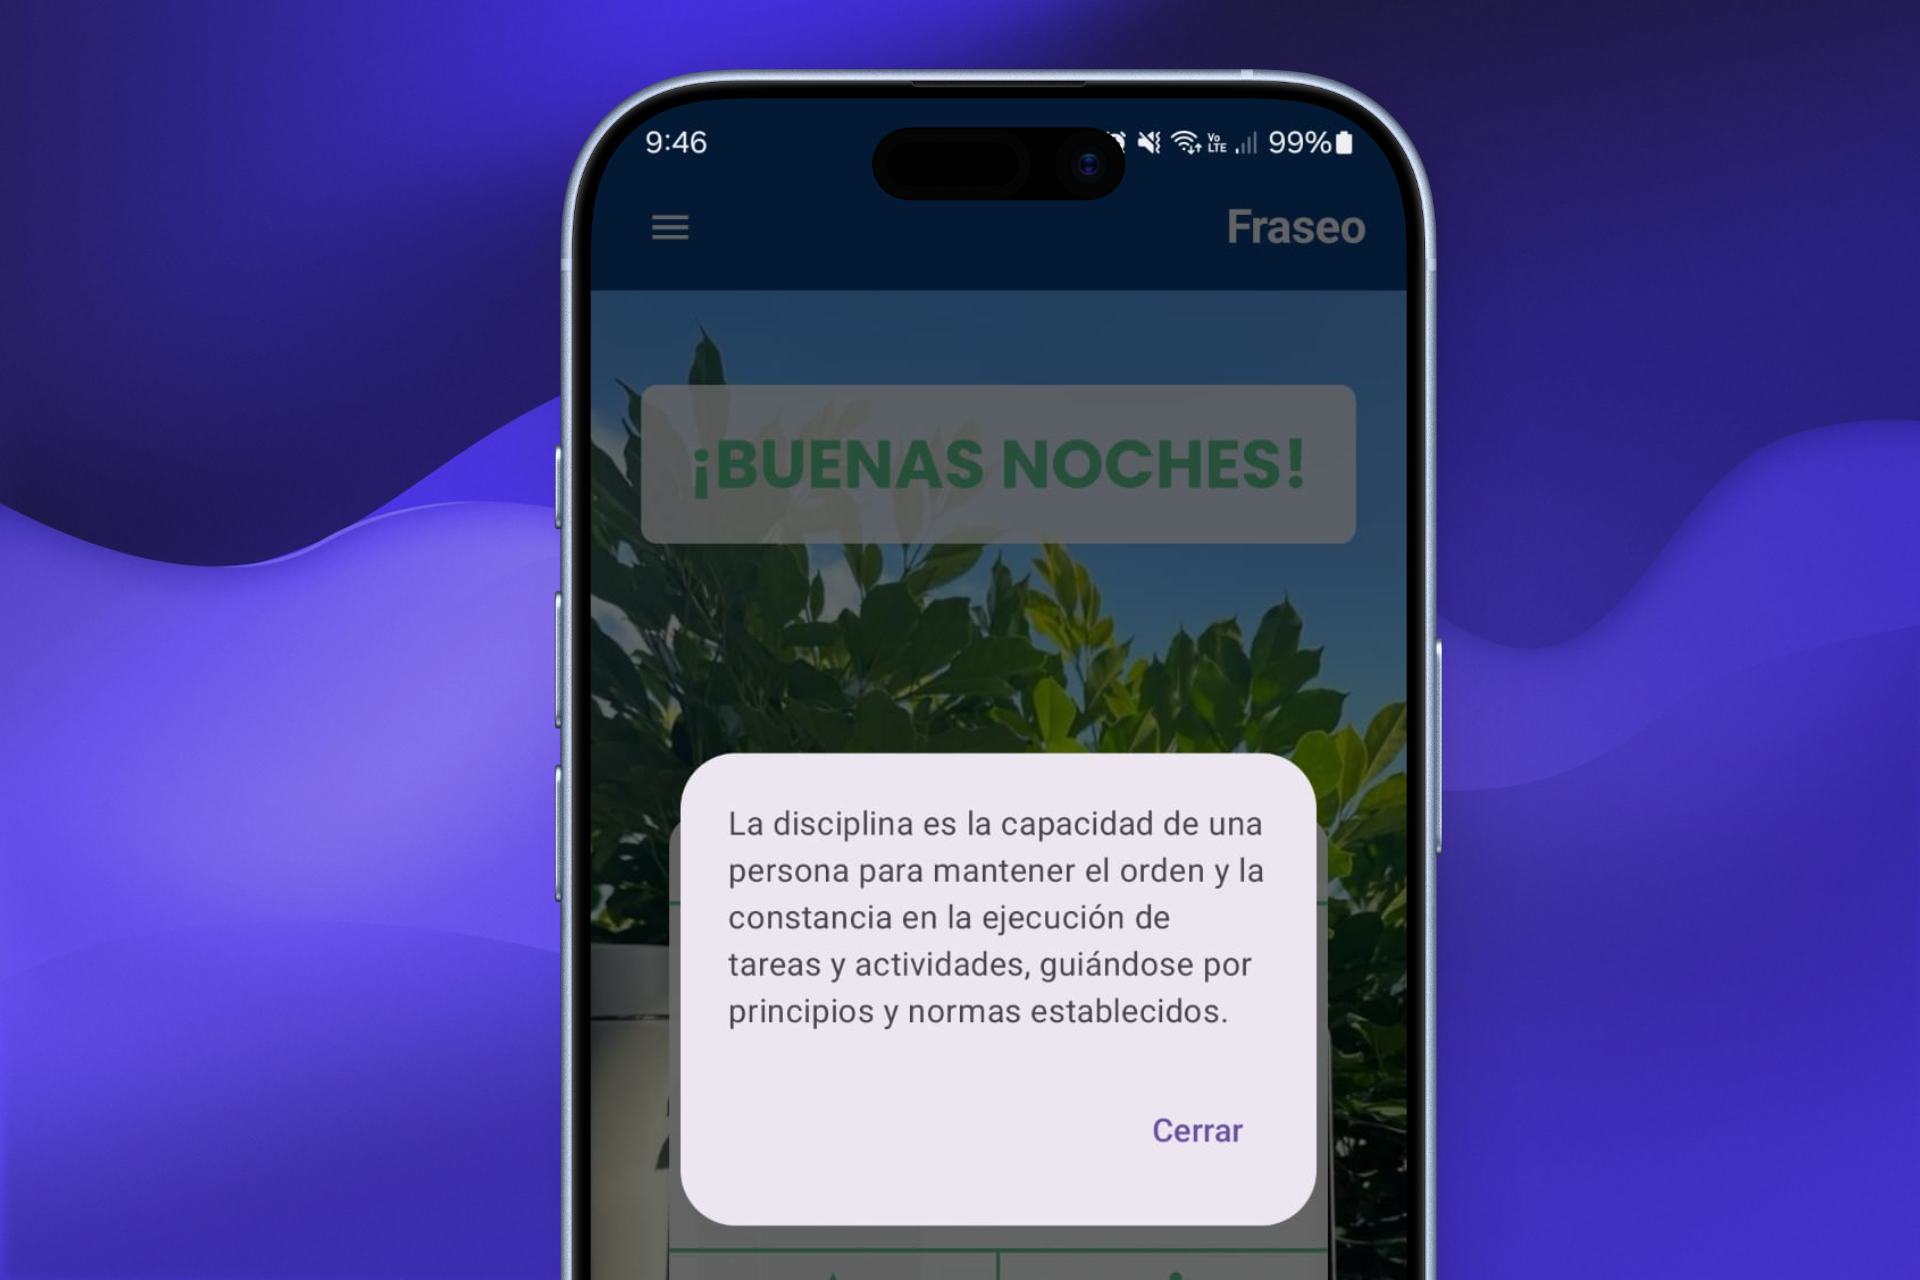 9:46
Vo
LTE
99%
Fraseo
¡BUENAS NOCHES!
La disciplina es la capacidad de una
persona para mantener el orden y la
constancia en la ejecución de
tareas y actividades, guiándose por
principios y normas establecidos.
Cerrar